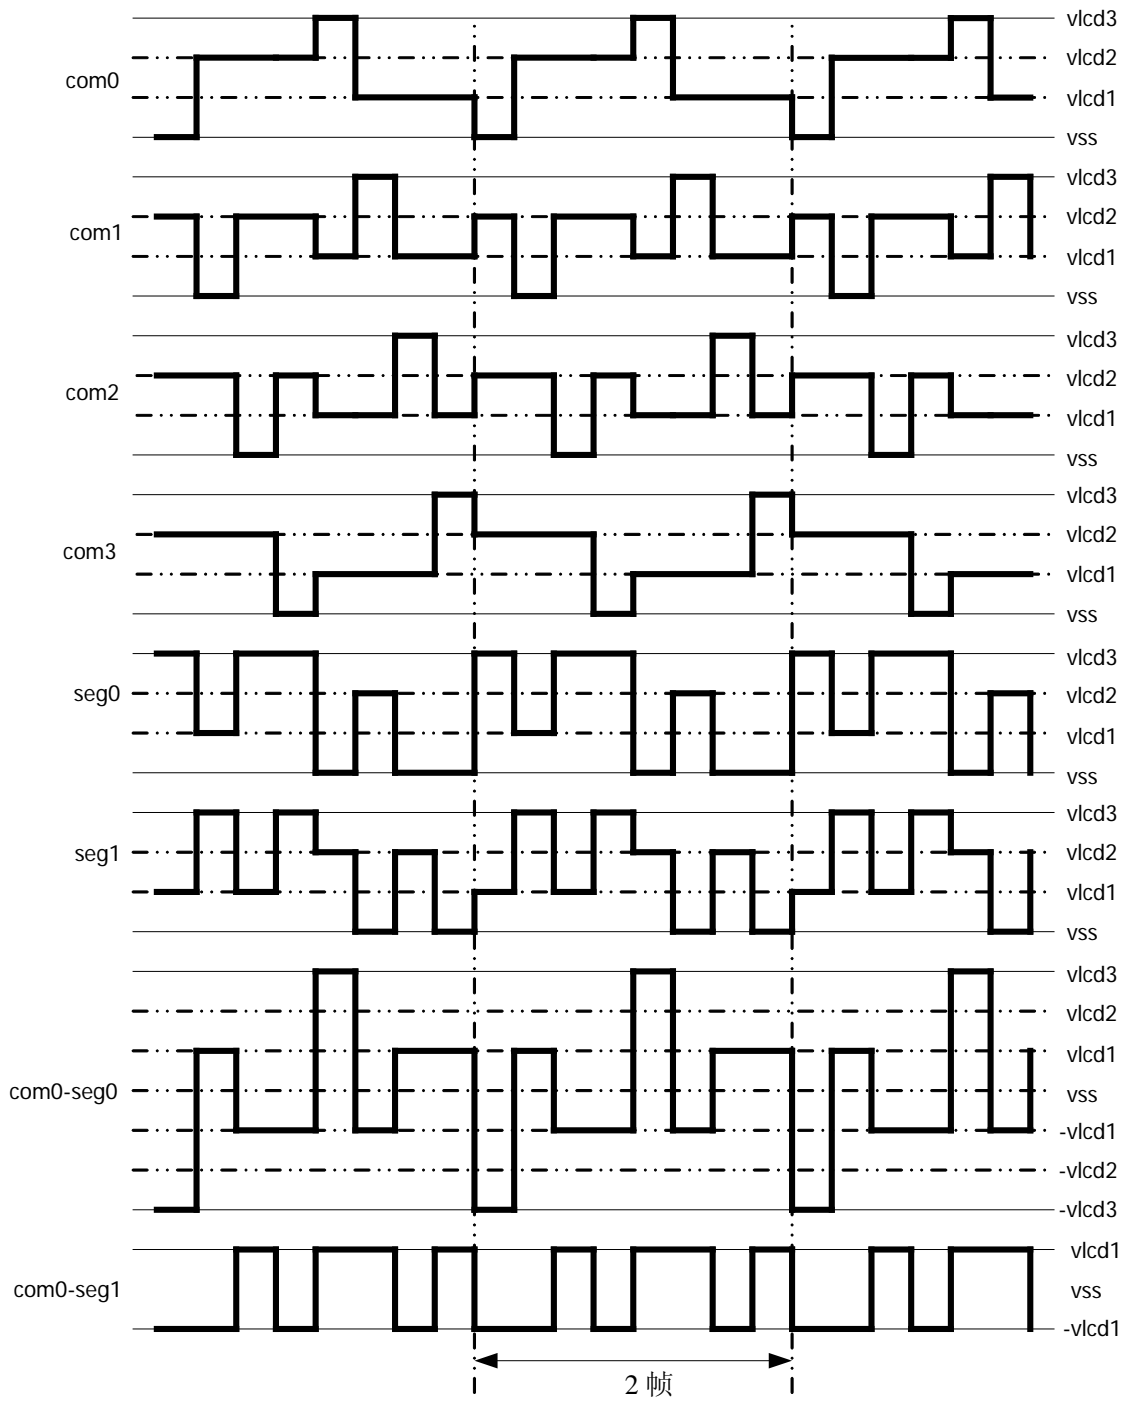 vlcd3
vlcd2
com0
vlcd1
vss
vlcd3
vlcd2
com1
vlcd1
vss
vlcd3
vlcd2
com2
vlcd1
vss
vlcd3
vlcd2
com3
vlcd1
vss
vlcd3
seg0
vlcd2
vlcd1
vss
vlcd3
seg1
vlcd2
vlcd1
vss
vlcd3
vlcd2
vlcd1
com0-seg0
vss
-vlcd1
-vlcd2
-vlcd3
vlcd1
com0-seg1
vss
-vlcd1
2 帧